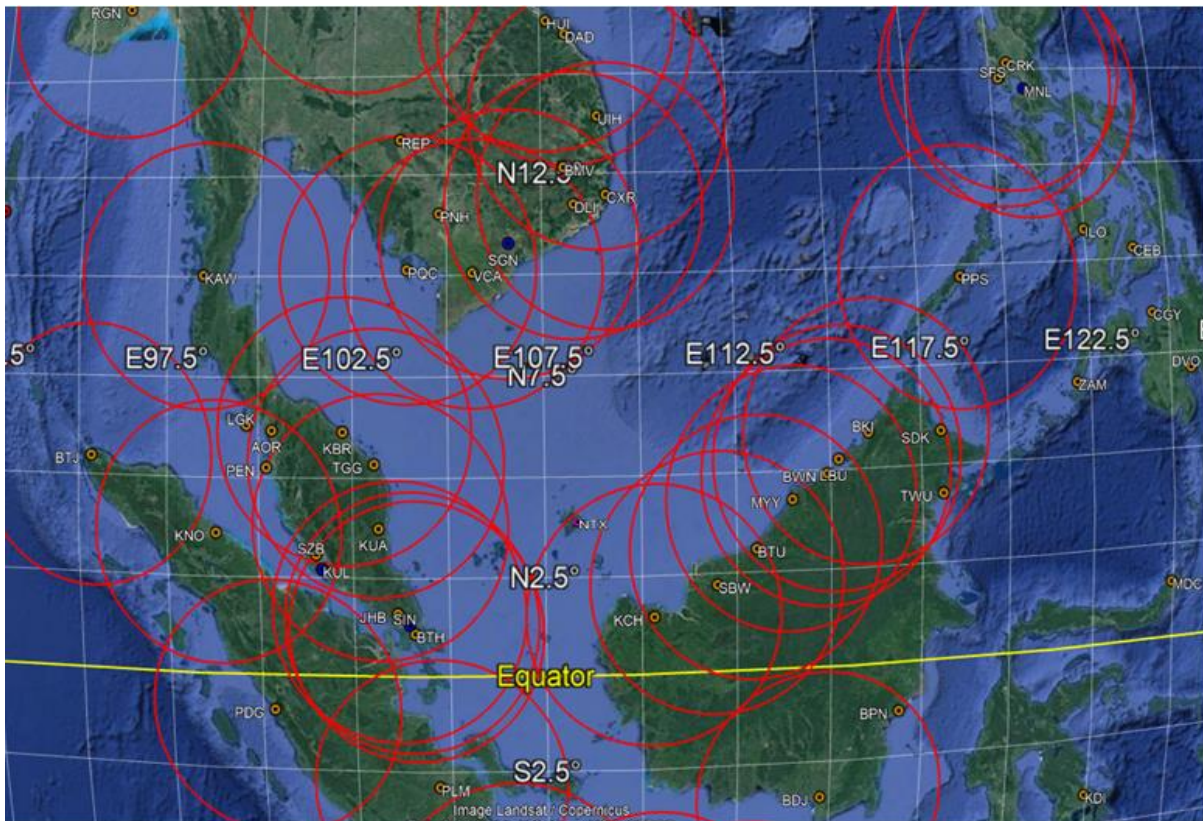 RGN
HUI
DAD
CRK
SFS
MNL
UIH
REP
N12.5°
BMV
CXR
DLI
PNH
ILO
CEB
SGN
KAW
PQC
VCA
PPS
CGY
.5°
E97.5°
E102.5°
E107.5°
E112.5°
E117.5°
E122.5°
N7.5°
DVO
ZAM
LGK
AOR
KBR
BKI
SDK
BTJ
PEN
TGG
BWN
LBU
MYY
TWU
NTX
KNO
KUA
SZB
BTU
KUL
N2.5°
SBW
MDC
JHB
SIN
KCH
BTH
Equator
PDG
BPN
S2.5°
PLM
BDJ
KDI
Image Landsat / Copernicus